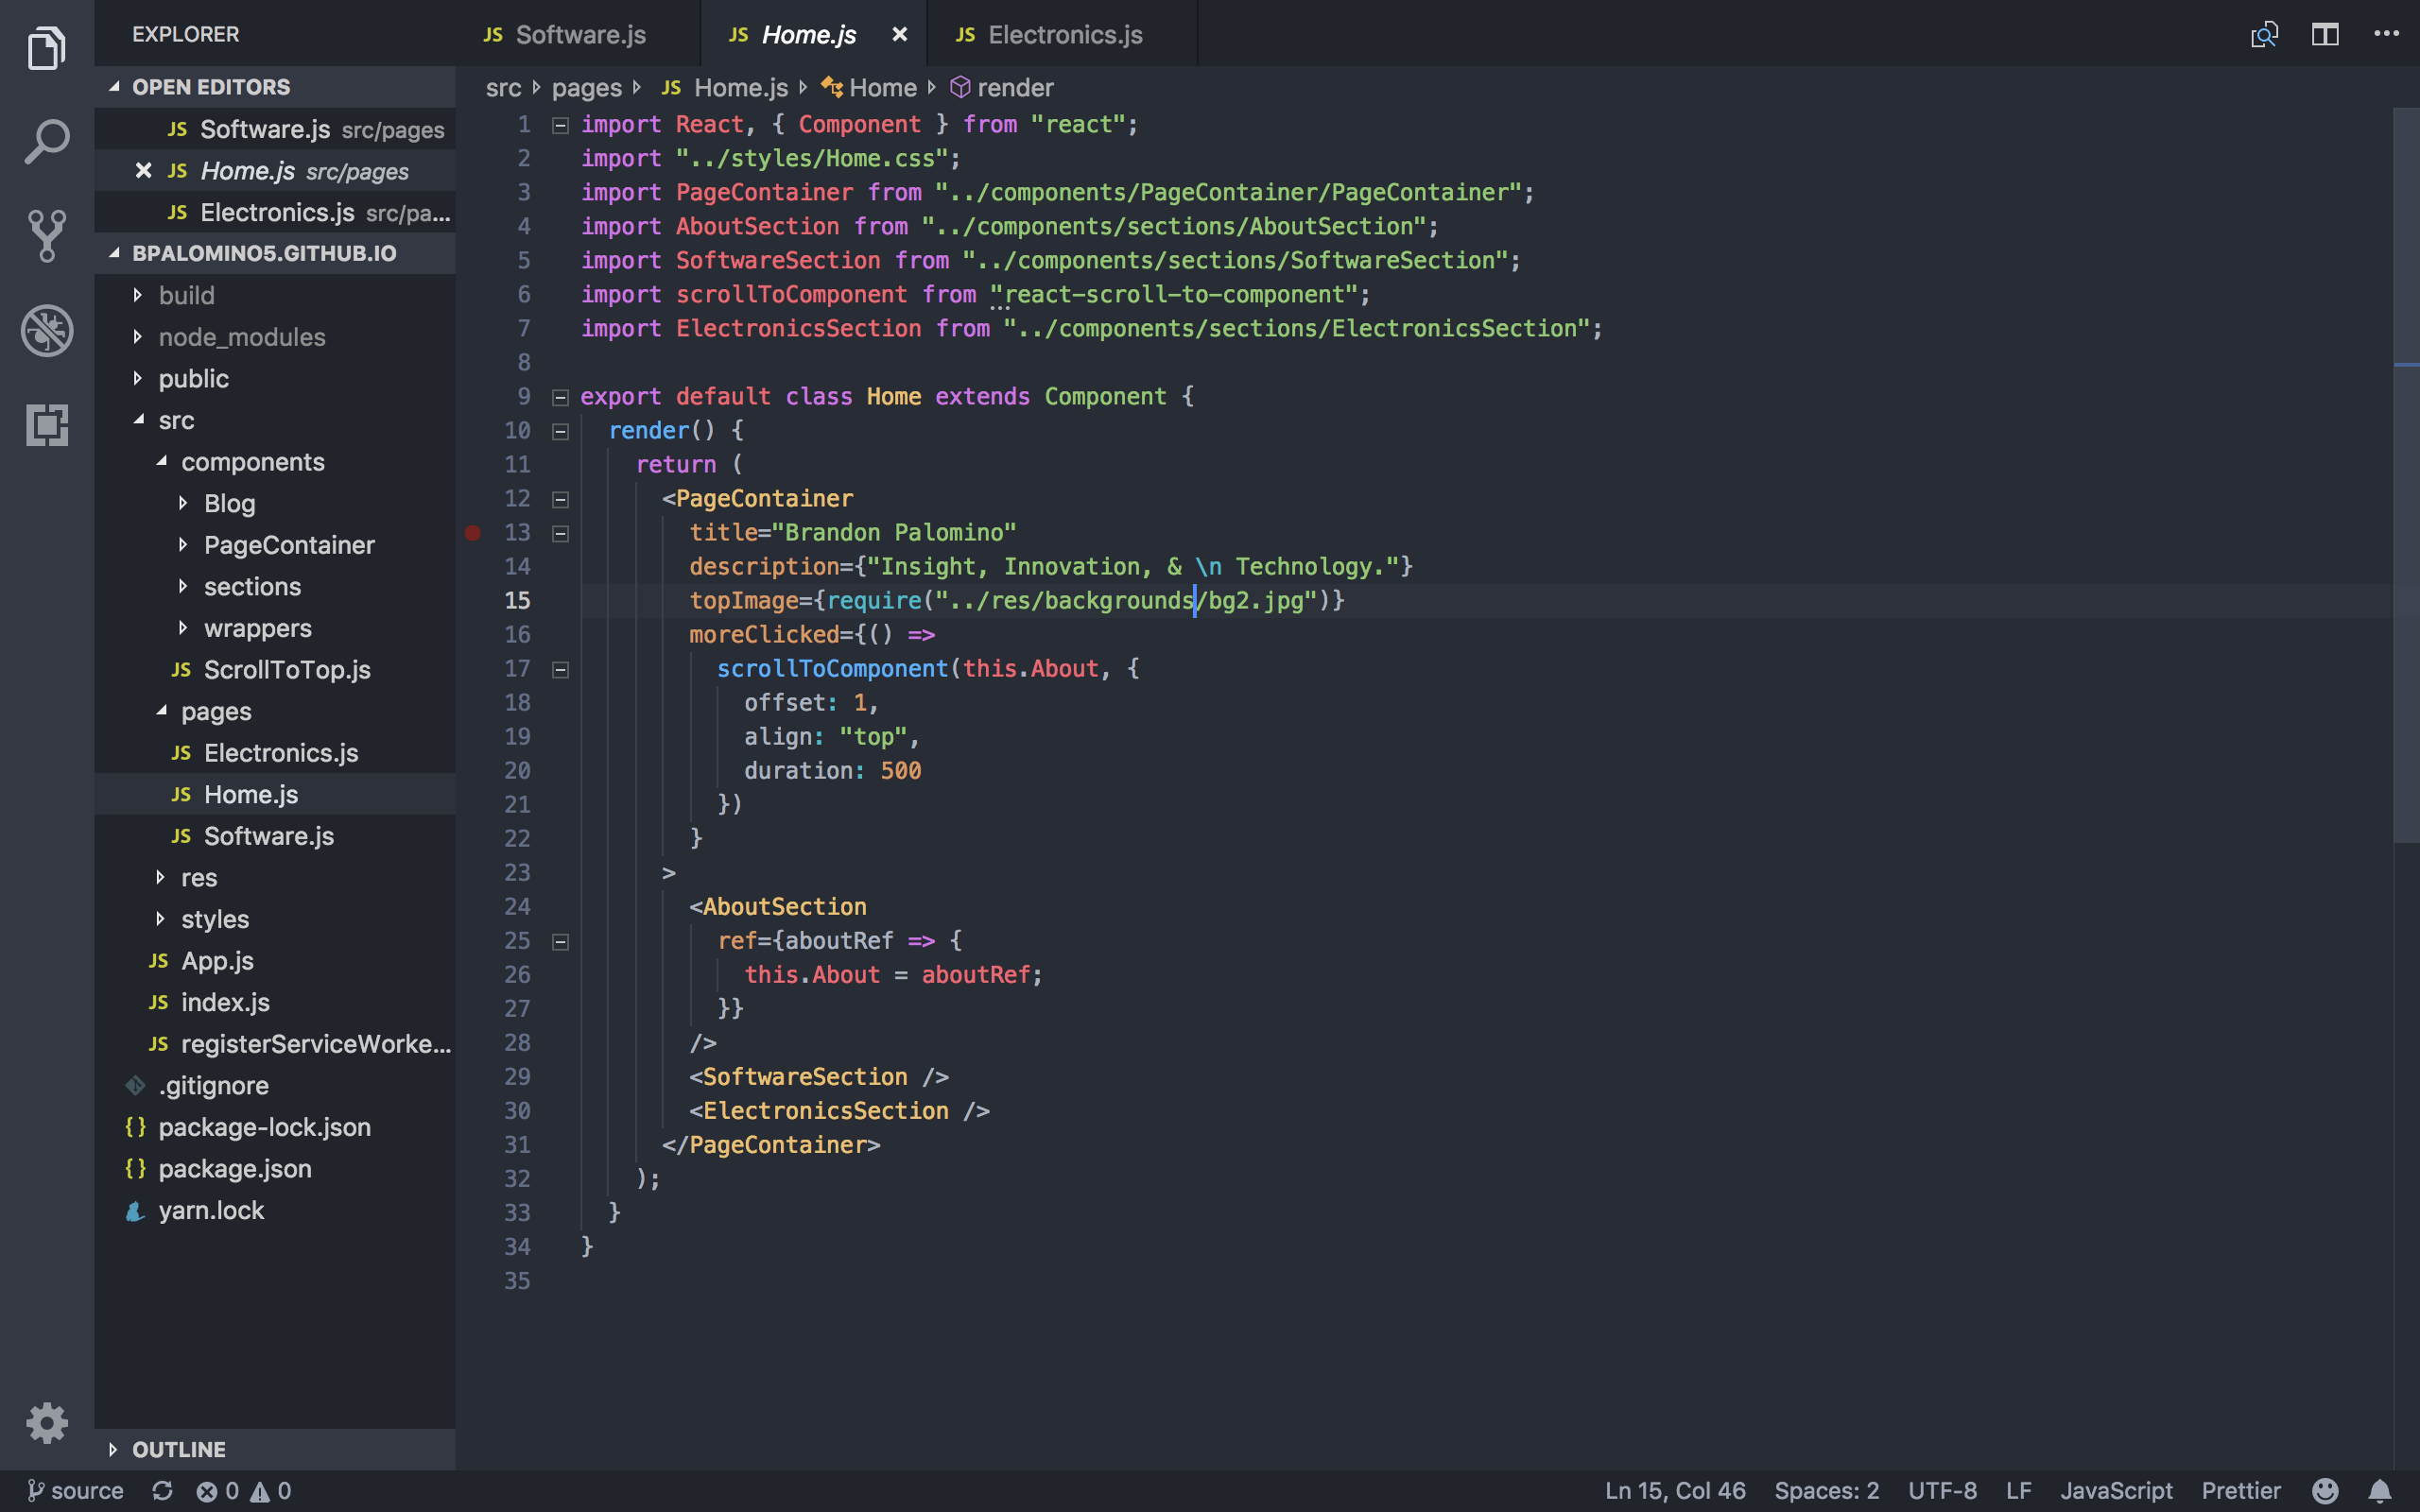 EXPLORER
OPEN EDITORS
JS Software.js src/pages
JS Home.js src/pages
JS Electronics.js src/pa...
BPALOMINO5.GITHUB.IO
build
node_modules
public
src
components
Blog
PageContainer
sections
wrappers
JS ScrollToTop.js
pages
JS Electronics.js
JS Home.js
JS Software.js
res
styles
JS App.js
JS index.js
JS registerServiceWorke...
.gitignore
{} package-lock.json
{} package.json
yarn.lock
OUTLINE
JS Software.js JS Home.js JS Electronics.js
src pages JS Home.js Home render
1 import React, { Component } from "react";
2 import "../styles/Home.css";
3 import PageContainer from "../components/PageContainer/PageContainer";
4 import AboutSection from "../components/sections/AboutSection";
5 import SoftwareSection from "../components/sections/SoftwareSection";
6 import scrollToComponent from "react-scroll-to-component";
7 import ElectronicsSection from "../components/sections/ElectronicsSection";
8
9 export default class Home extends Component {
10 render() {
11 return (
12 <PageContainer
13 title="Brandon Palomino"
14 description={"Insight, Innovation, & \n Technology."}
15 topImage={require("../res/backgrounds/bg2.jpg")}
16 moreClicked={() =>
17 scrollToComponent(this.About, {
18 offset: 1,
19 align: "top",
20 duration: 500
21 })
22 }
23 >
24 <AboutSection
25 ref={aboutRef => {
26 this.About = aboutRef;
27 }}
28 />
29 <SoftwareSection />
30 <ElectronicsSection />
31 </PageContainer>
32 );
33 }
34 }
35
source 0 0 Ln 15, Col 46 Spaces: 2 UTF-8 LF JavaScript Prettier